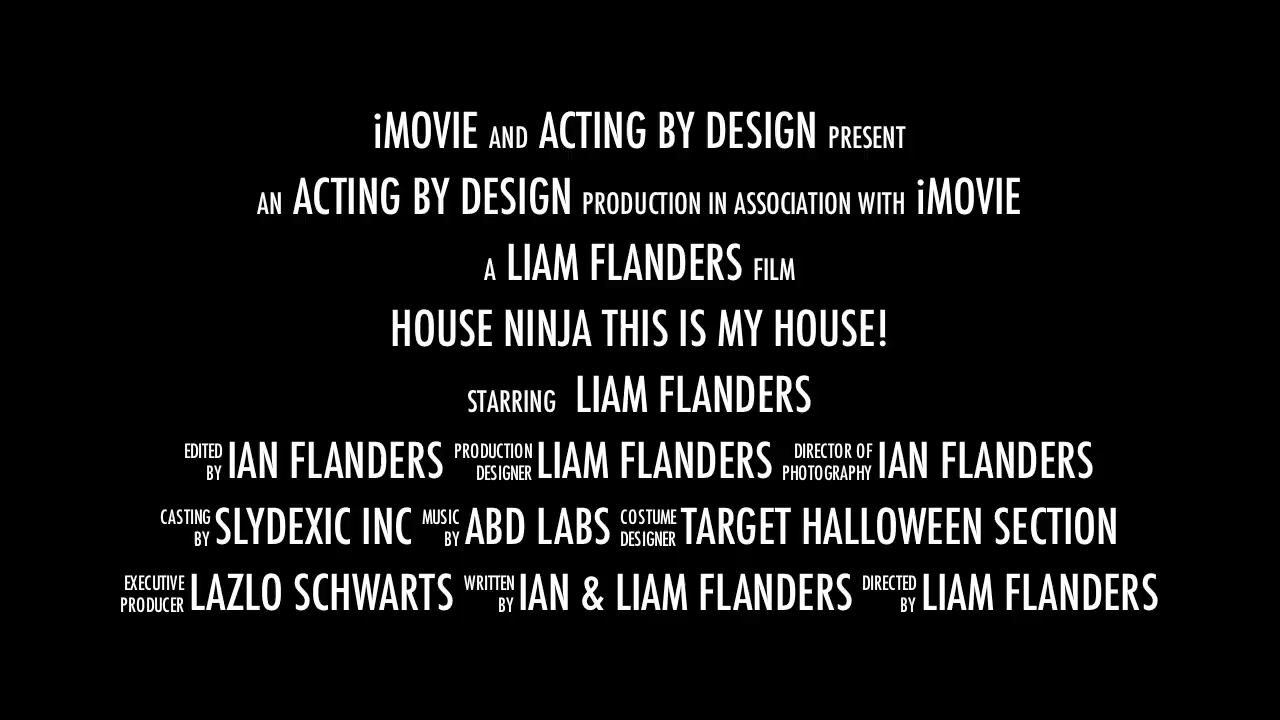 iMOVIE AND ACTING BY DESIGN PRESENT
AN ACTING BY DESIGN PRODUCTION IN ASSOCIATION WITH iMOVIE
A LIAM FLANDERS FILM
HOUSE NINJA THIS IS MY HOUSE!
STARRING LIAM FLANDERS
EDITED BY IAN FLANDERS PRODUCTION DESIGNER LIAM FLANDERS DIRECTOR OF PHOTOGRAPHY IAN FLANDERS
CASTING BY SLYDEXIC INC MUSIC BY ABD LABS COSTUME DESIGNER TARGET HALLOWEEN SECTION
EXECUTIVE PRODUCER LAZLO SCHWARTS WRITTEN BY IAN & LIAM FLANDERS DIRECTED BY LIAM FLANDERS